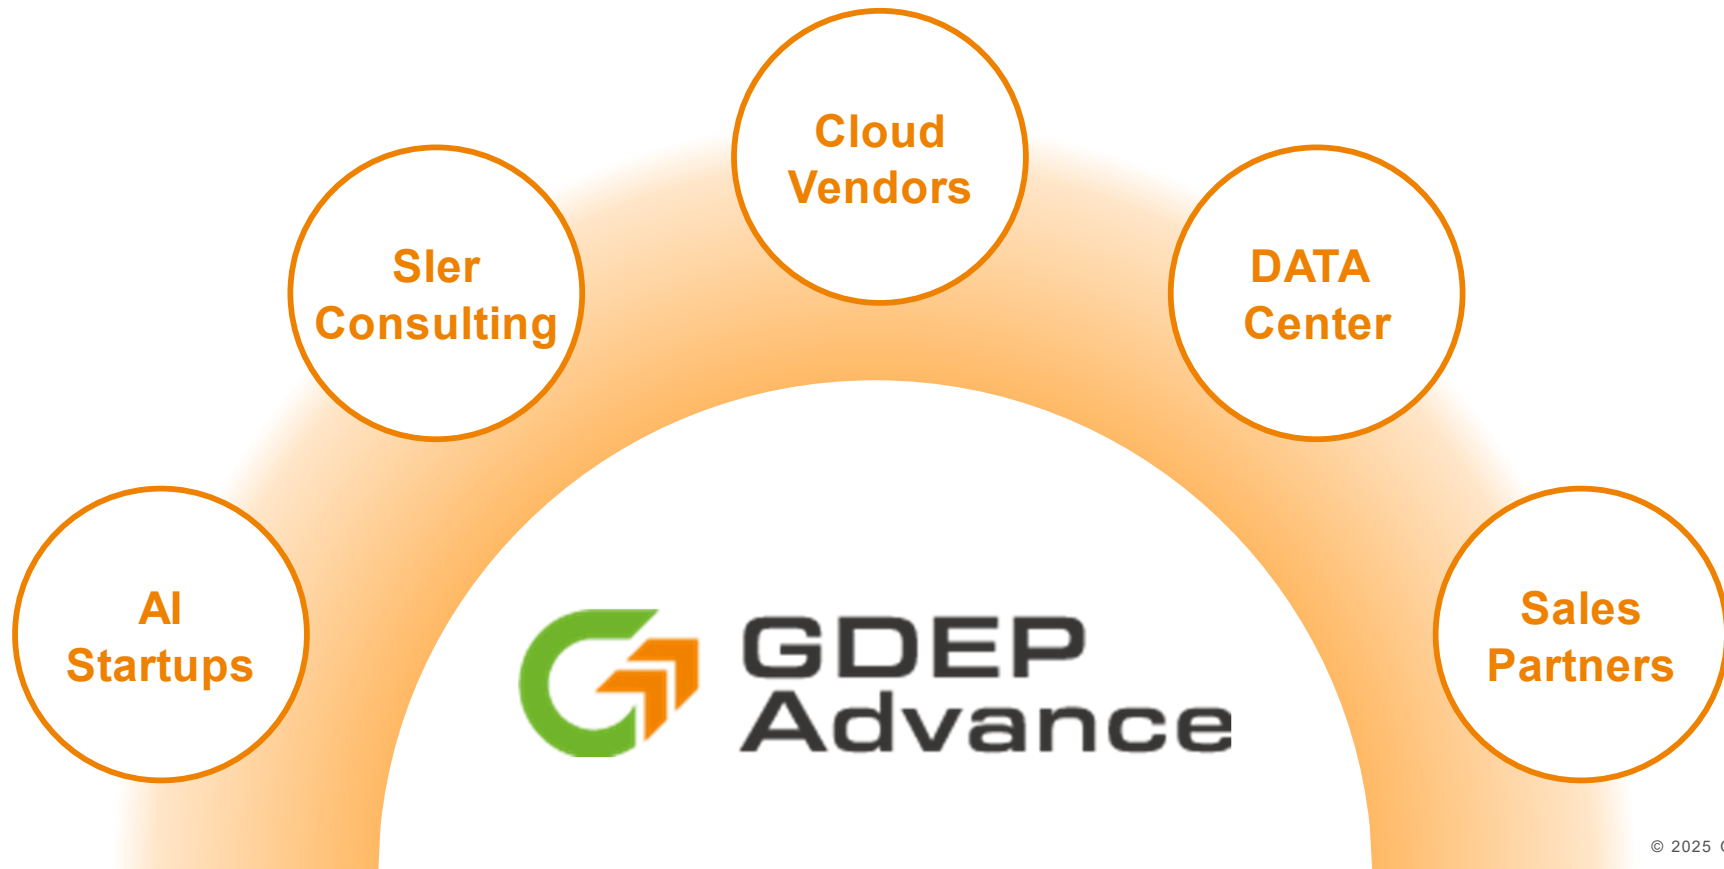 Cloud
Vendors
SIer
Consulting
DATA
Center
AI
Startups
Sales
Partners
GDEP
Advance
© 2025